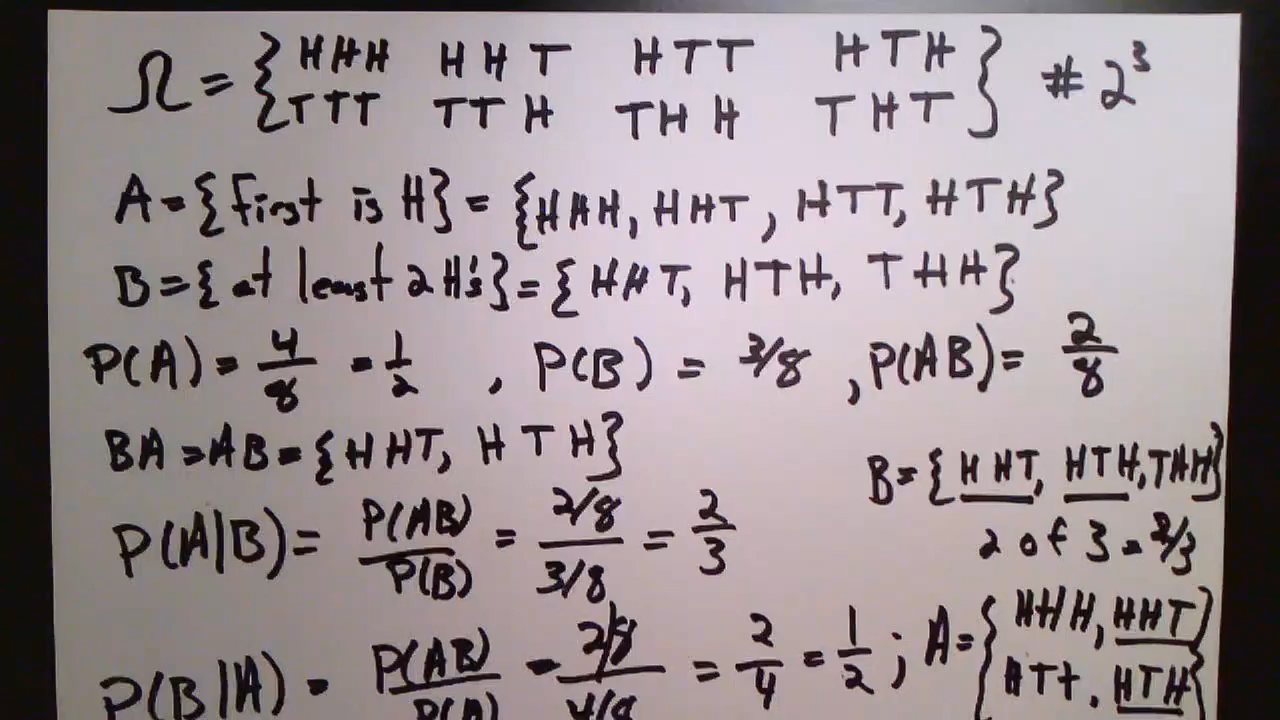 Ω = { HHH HHT HTT HTH
TTT TTH THH THT } # 2³
A = {first is H} = {HHH, HHT, HTT, HTH}
B = {at least 2 H's} = {HHT, HTH, THH}
P(A) = 4/8 = 1/2 , P(B) = 3/8 , P(AB) = 2/8
BA = AB = {HHT, HTH}
B = {HHT, HTH, THH}
2 of 3 = 2/3
P(A|B) = P(AB)/P(B) = 2/8 / 3/8 = 2/3
P(B|A) = P(AB)/P(A) = 2/8 / 4/8 = 2/4 = 1/2 ; A = { HHH, HHT
HTT, HTH }